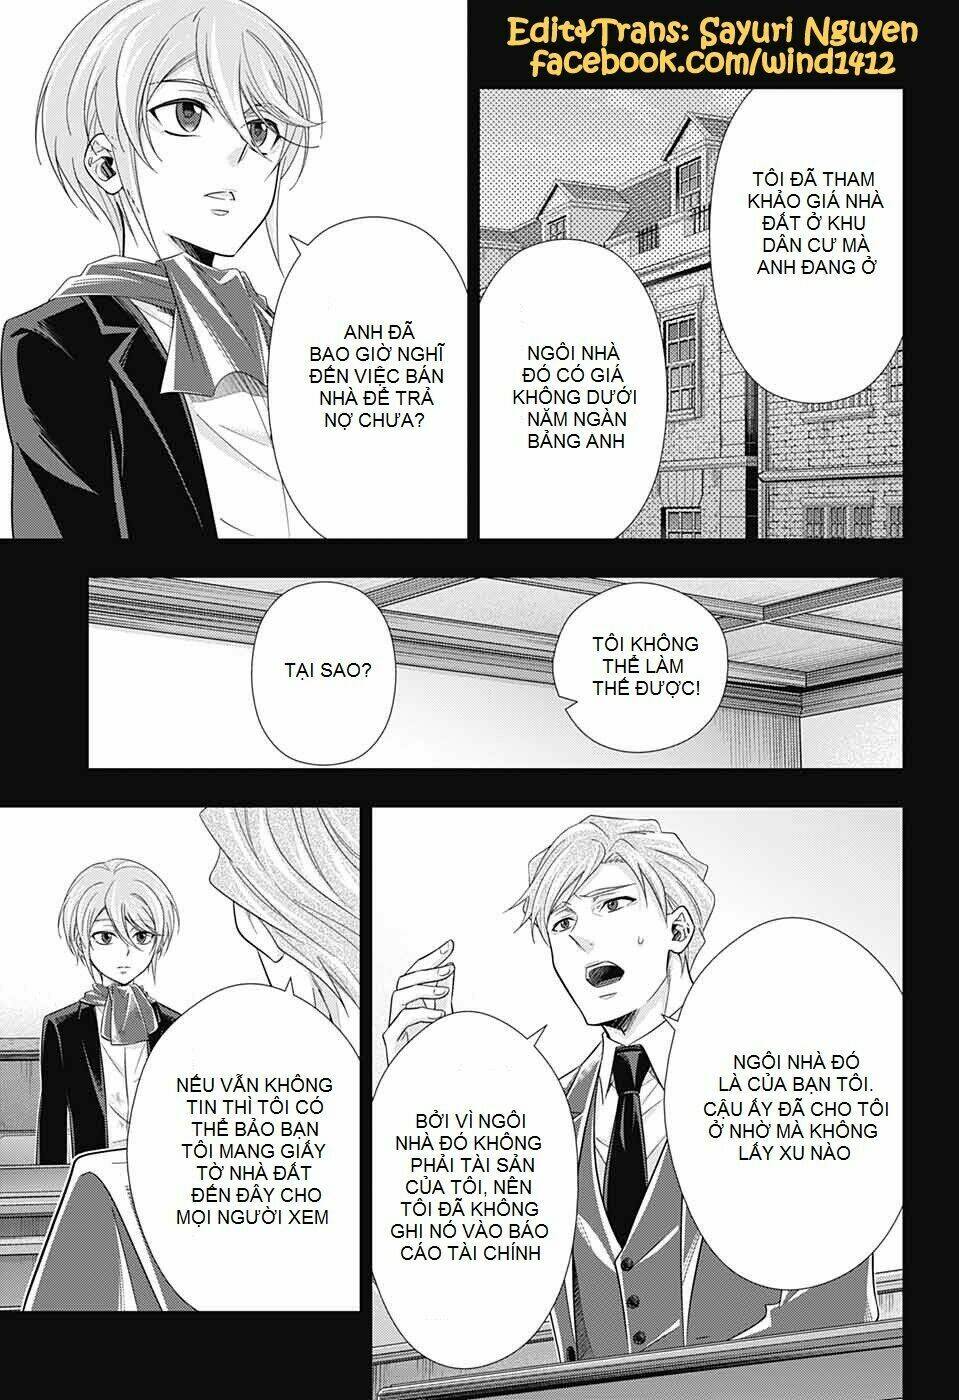 Edit&Trans: Sayuri Nguyen
facebook.com/wind1412
TÔI ĐÃ THAM
KHẢO GIÁ NHÀ
ĐẤT Ở KHU
DÂN CƯ MÀ
ANH ĐANG Ở
NGÔI NHÀ
ĐÓ CÓ GIÁ
KHÔNG DƯỚI
NĂM NGÀN
BẢNG ANH
ANH ĐÃ
BAO GIỜ NGHĨ
ĐẾN VIỆC BÁN
NHÀ ĐỂ TRẢ
NỢ CHƯA?
TÔI KHÔNG
THỂ LÀM
THẾ ĐƯỢC!
TẠI SAO?
NGÔI NHÀ ĐÓ
LÀ CỦA BẠN TÔI.
CẬU ẤY ĐÃ CHO TÔI
Ở NHỜ MÀ KHÔNG
LẤY XU NÀO
BỞI VÌ NGÔI
NHÀ ĐÓ KHÔNG
PHẢI TÀI SẢN
CỦA TÔI, NÊN
TÔI ĐÃ KHÔNG
GHI NÓ VÀO BÁO
CÁO TÀI CHÍNH
NẾU VẪN KHÔNG
TIN THÌ TÔI CÓ
THỂ BẢO BẠN
TÔI MANG GIẤY
TỜ NHÀ ĐẤT
ĐẾN ĐÂY CHO
MỌI NGƯỜI XEM